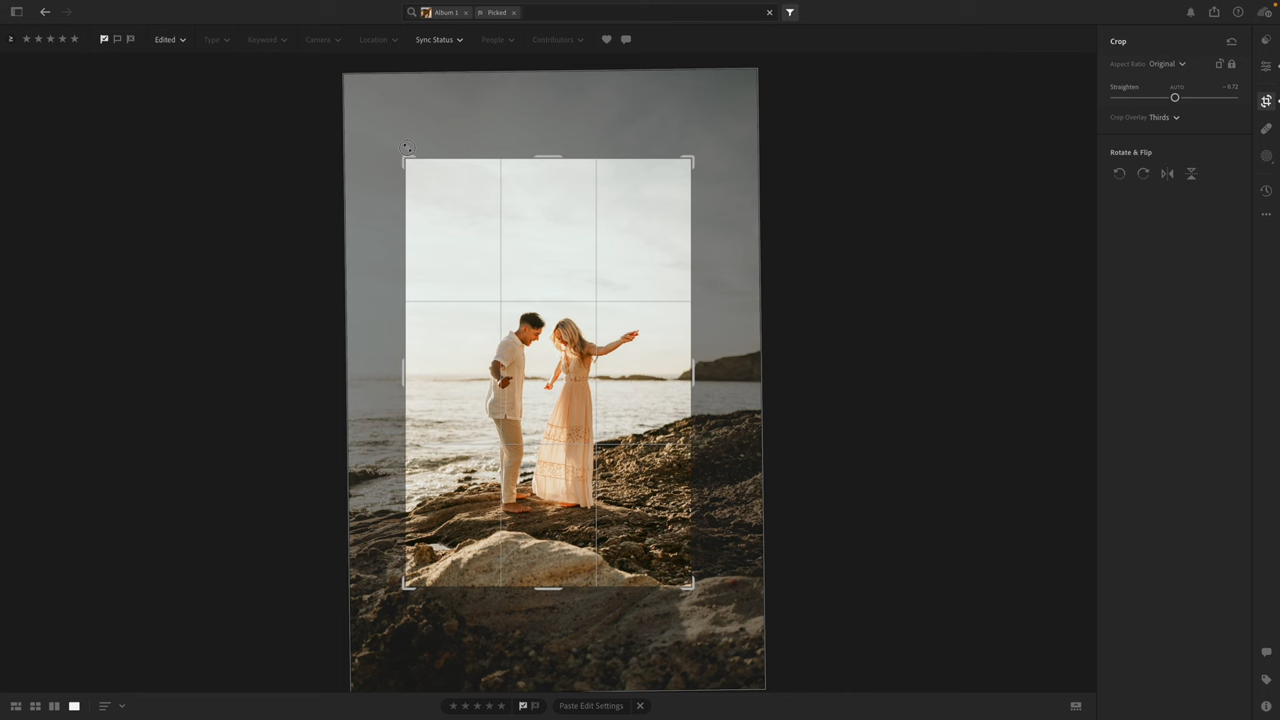 Album 1 Picked
Edited Type Keyword Camera Location Sync Status People Contributors
Crop
Aspect Ratio Original
Straighten AUTO − 0.72
Crop Overlay Thirds
Rotate & Flip
Paste Edit Settings